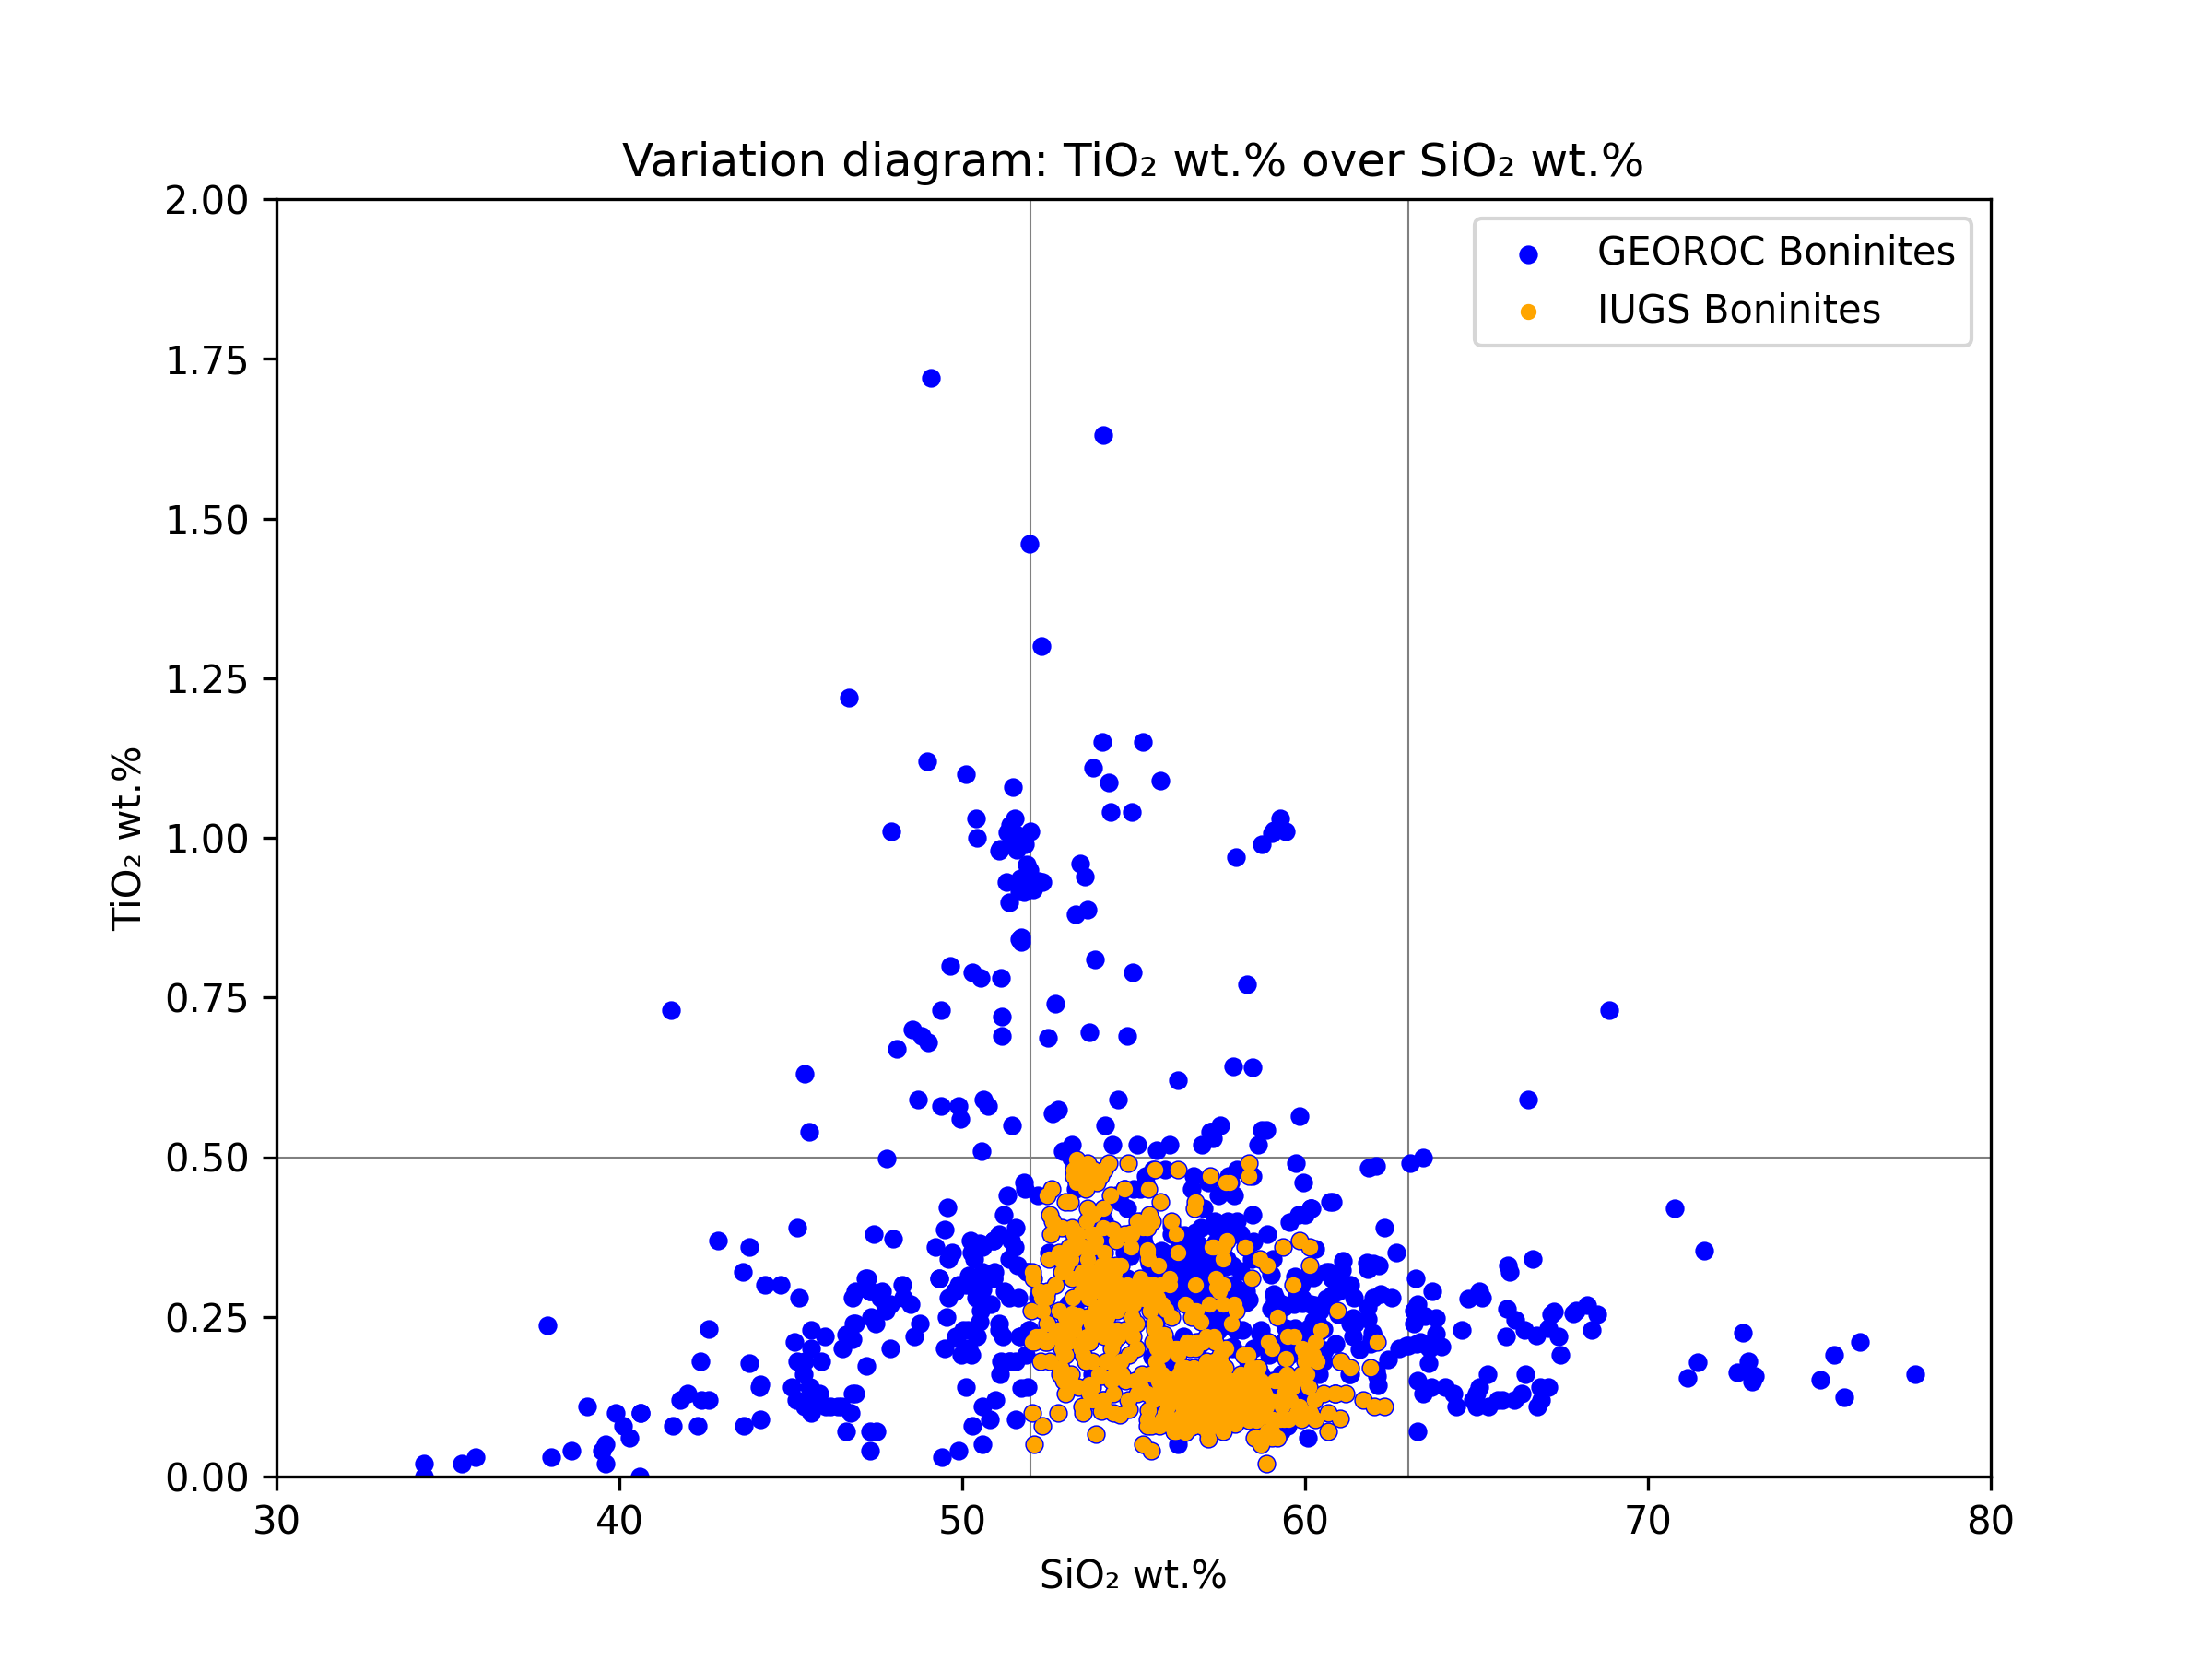 Variation diagram: TiO₂ wt.% over SiO₂ wt.%
GEOROC Boninites
IUGS Boninites
2.00
1.75
1.50
1.25
1.00
0.75
0.50
0.25
0.00
TiO₂ wt.%
30 40 50 60 70 80
SiO₂ wt.%